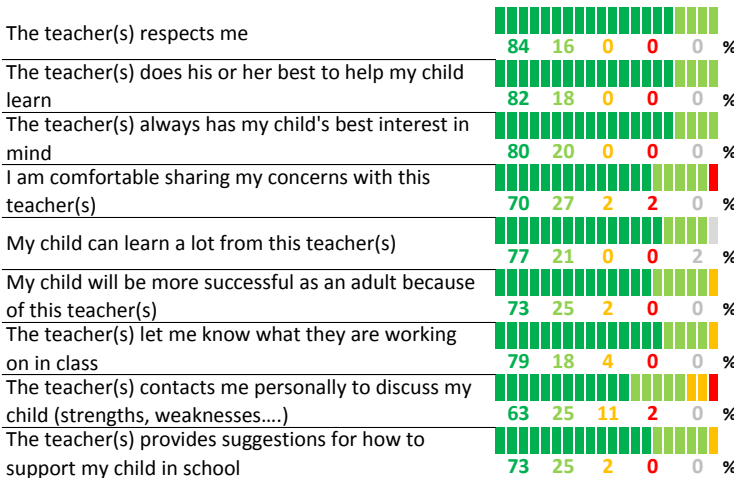 The teacher(s) respects me
84 16 0 0 0 %
The teacher(s) does his or her best to help my child
learn
82 18 0 0 0 %
The teacher(s) always has my child's best interest in
mind
80 20 0 0 0 %
I am comfortable sharing my concerns with this
teacher(s)
70 27 2 2 0 %
My child can learn a lot from this teacher(s)
77 21 0 0 2 %
My child will be more successful as an adult because
of this teacher(s)
73 25 2 0 0 %
The teacher(s) let me know what they are working
on in class
79 18 4 0 0 %
The teacher(s) contacts me personally to discuss my
child (strengths, weaknesses....)
63 25 11 2 0 %
The teacher(s) provides suggestions for how to
support my child in school
73 25 2 0 0 %